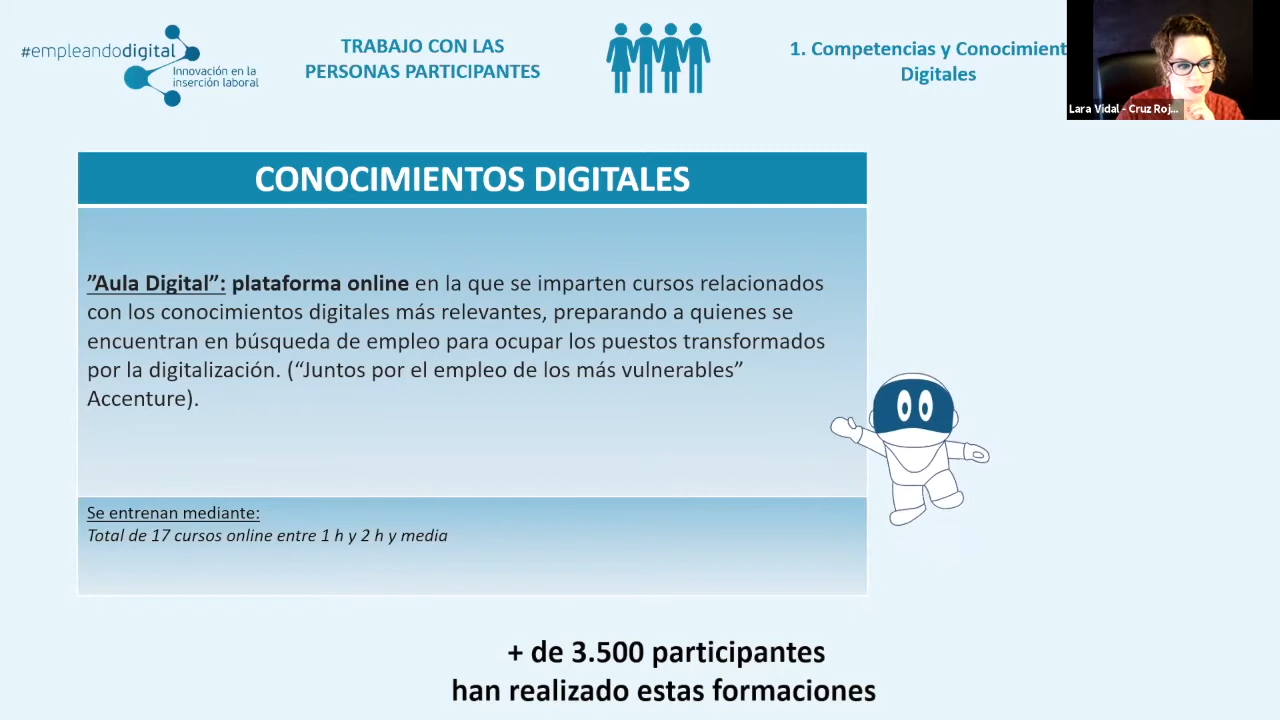 #empleandodigital
Innovación en la
inserción laboral
TRABAJO CON LAS
PERSONAS PARTICIPANTES
1. Competencias y Conocimient
Digitales
Lara Vidal - Cruz Roj...
CONOCIMIENTOS DIGITALES
”Aula Digital”: plataforma online en la que se imparten cursos relacionados
con los conocimientos digitales más relevantes, preparando a quienes se
encuentran en búsqueda de empleo para ocupar los puestos transformados
por la digitalización. (“Juntos por el empleo de los más vulnerables”
Accenture).
Se entrenan mediante:
Total de 17 cursos online entre 1 h y 2 h y media
+ de 3.500 participantes
han realizado estas formaciones